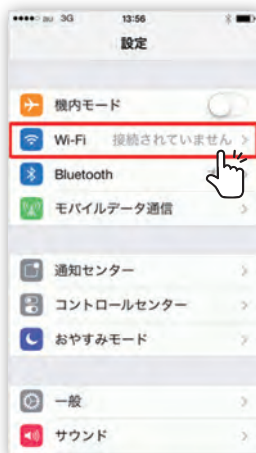 au 3G 13:56
設定
機内モード
Wi-Fi 接続されていません
Bluetooth
モバイルデータ通信
通知センター
コントロールセンター
おやすみモード
一般
サウンド